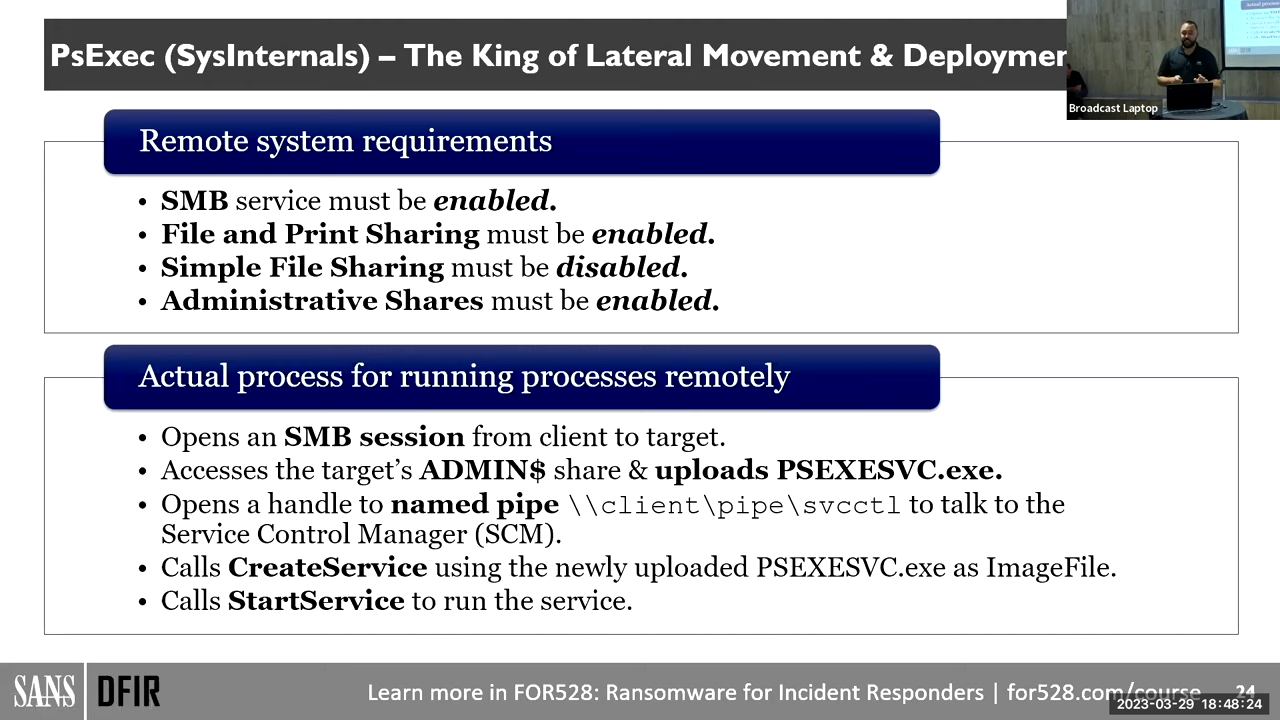 PsExec (SysInternals) – The King of Lateral Movement & Deploymen
Broadcast Laptop
Remote system requirements
• SMB service must be enabled.
• File and Print Sharing must be enabled.
• Simple File Sharing must be disabled.
• Administrative Shares must be enabled.
Actual process for running processes remotely
• Opens an SMB session from client to target.
• Accesses the target’s ADMIN$ share & uploads PSEXESVC.exe.
• Opens a handle to named pipe \\client\pipe\svcctl to talk to the
Service Control Manager (SCM).
• Calls CreateService using the newly uploaded PSEXESVC.exe as ImageFile.
• Calls StartService to run the service.
SANS DFIR
Learn more in FOR528: Ransomware for Incident Responders | for528.com/course 24
2023-03-29 18:48:24